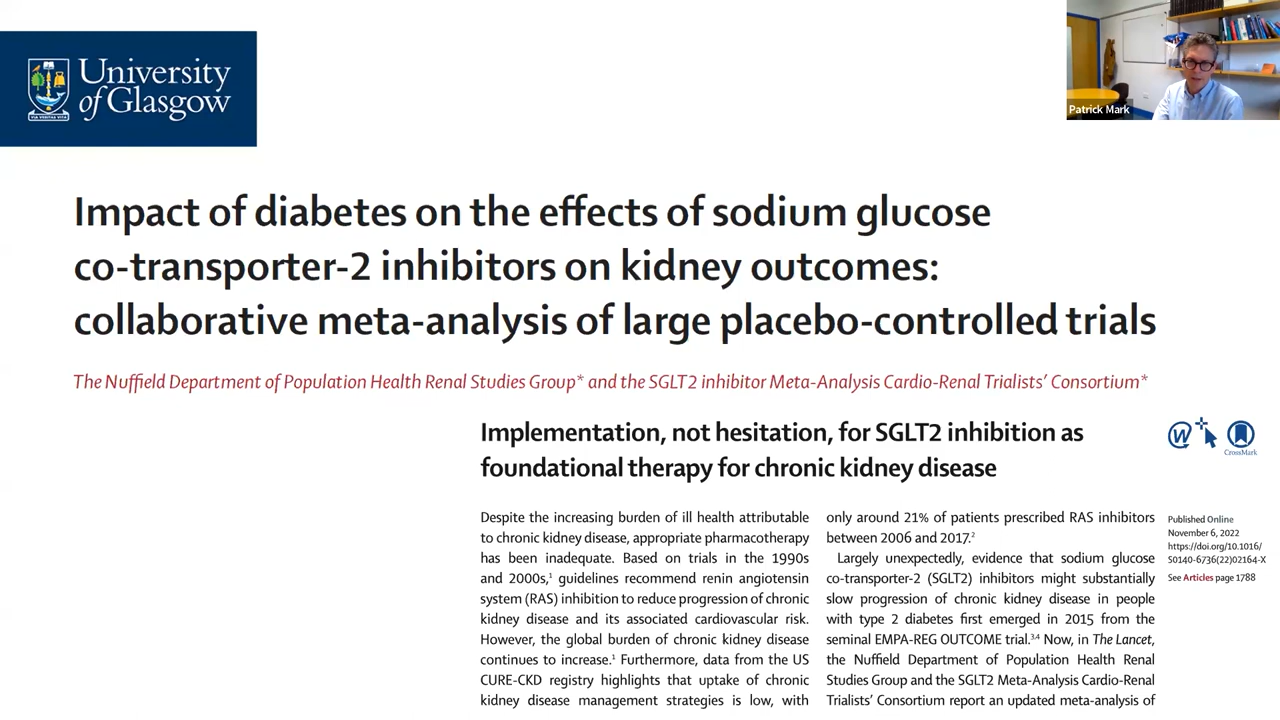 University
of Glasgow
VIA VERITAS VITA
Patrick Mark
Impact of diabetes on the effects of sodium glucose
co-transporter-2 inhibitors on kidney outcomes:
collaborative meta-analysis of large placebo-controlled trials
The Nuffield Department of Population Health Renal Studies Group* and the SGLT2 inhibitor Meta-Analysis Cardio-Renal Trialists’ Consortium*
Implementation, not hesitation, for SGLT2 inhibition as
foundational therapy for chronic kidney disease
Despite the increasing burden of ill health attributable
to chronic kidney disease, appropriate pharmacotherapy
has been inadequate. Based on trials in the 1990s
and 2000s,¹ guidelines recommend renin angiotensin
system (RAS) inhibition to reduce progression of chronic
kidney disease and its associated cardiovascular risk.
However, the global burden of chronic kidney disease
continues to increase.¹ Furthermore, data from the US
CURE-CKD registry highlights that uptake of chronic
kidney disease management strategies is low, with
only around 21% of patients prescribed RAS inhibitors
between 2006 and 2017.²
Largely unexpectedly, evidence that sodium glucose
co-transporter-2 (SGLT2) inhibitors might substantially
slow progression of chronic kidney disease in people
with type 2 diabetes first emerged in 2015 from the
seminal EMPA-REG OUTCOME trial.³,⁴ Now, in The Lancet,
the Nuffield Department of Population Health Renal
Studies Group and the SGLT2 Meta-Analysis Cardio-Renal
Trialists’ Consortium report an updated meta-analysis of
W
CrossMark
Published Online
November 6, 2022
https://doi.org/10.1016/
S0140-6736(22)02164-X
See Articles page 1788